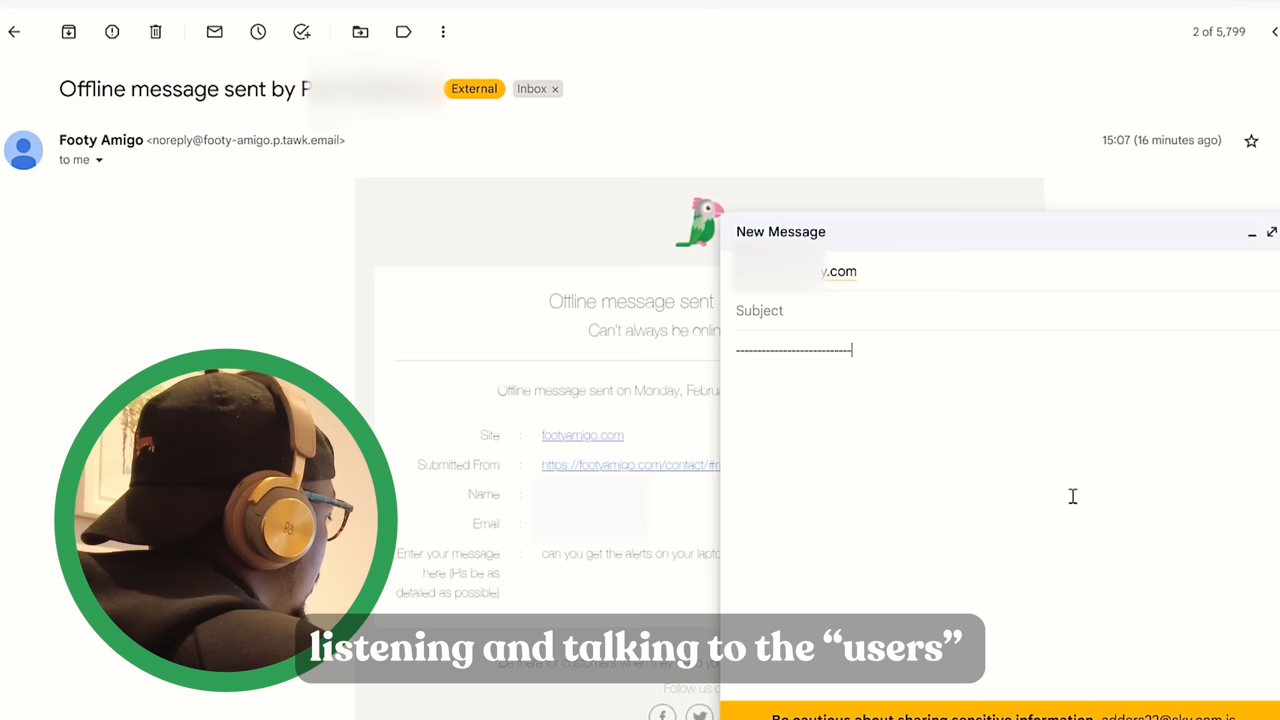 2 of 5,799
Offline message sent by
External
Inbox ×
Footy Amigo <noreply@footy-amigo.p.tawk.email>
15:07 (16 minutes ago)
to me
New Message
y.com
Subject
---------------------------
Offline message sent
Can't always be onlin
Offline message sent on Monday, Februa
Site : footyamigo.com
Submitted From : https://footyamigo.com/contact/#
Name :
Email :
Enter your message : can you get the alerts on your lapto
here (Pls be as
detailed as possible)
listening and talking to the “users”
Follow us
Be cautious about sharing sensitive information.